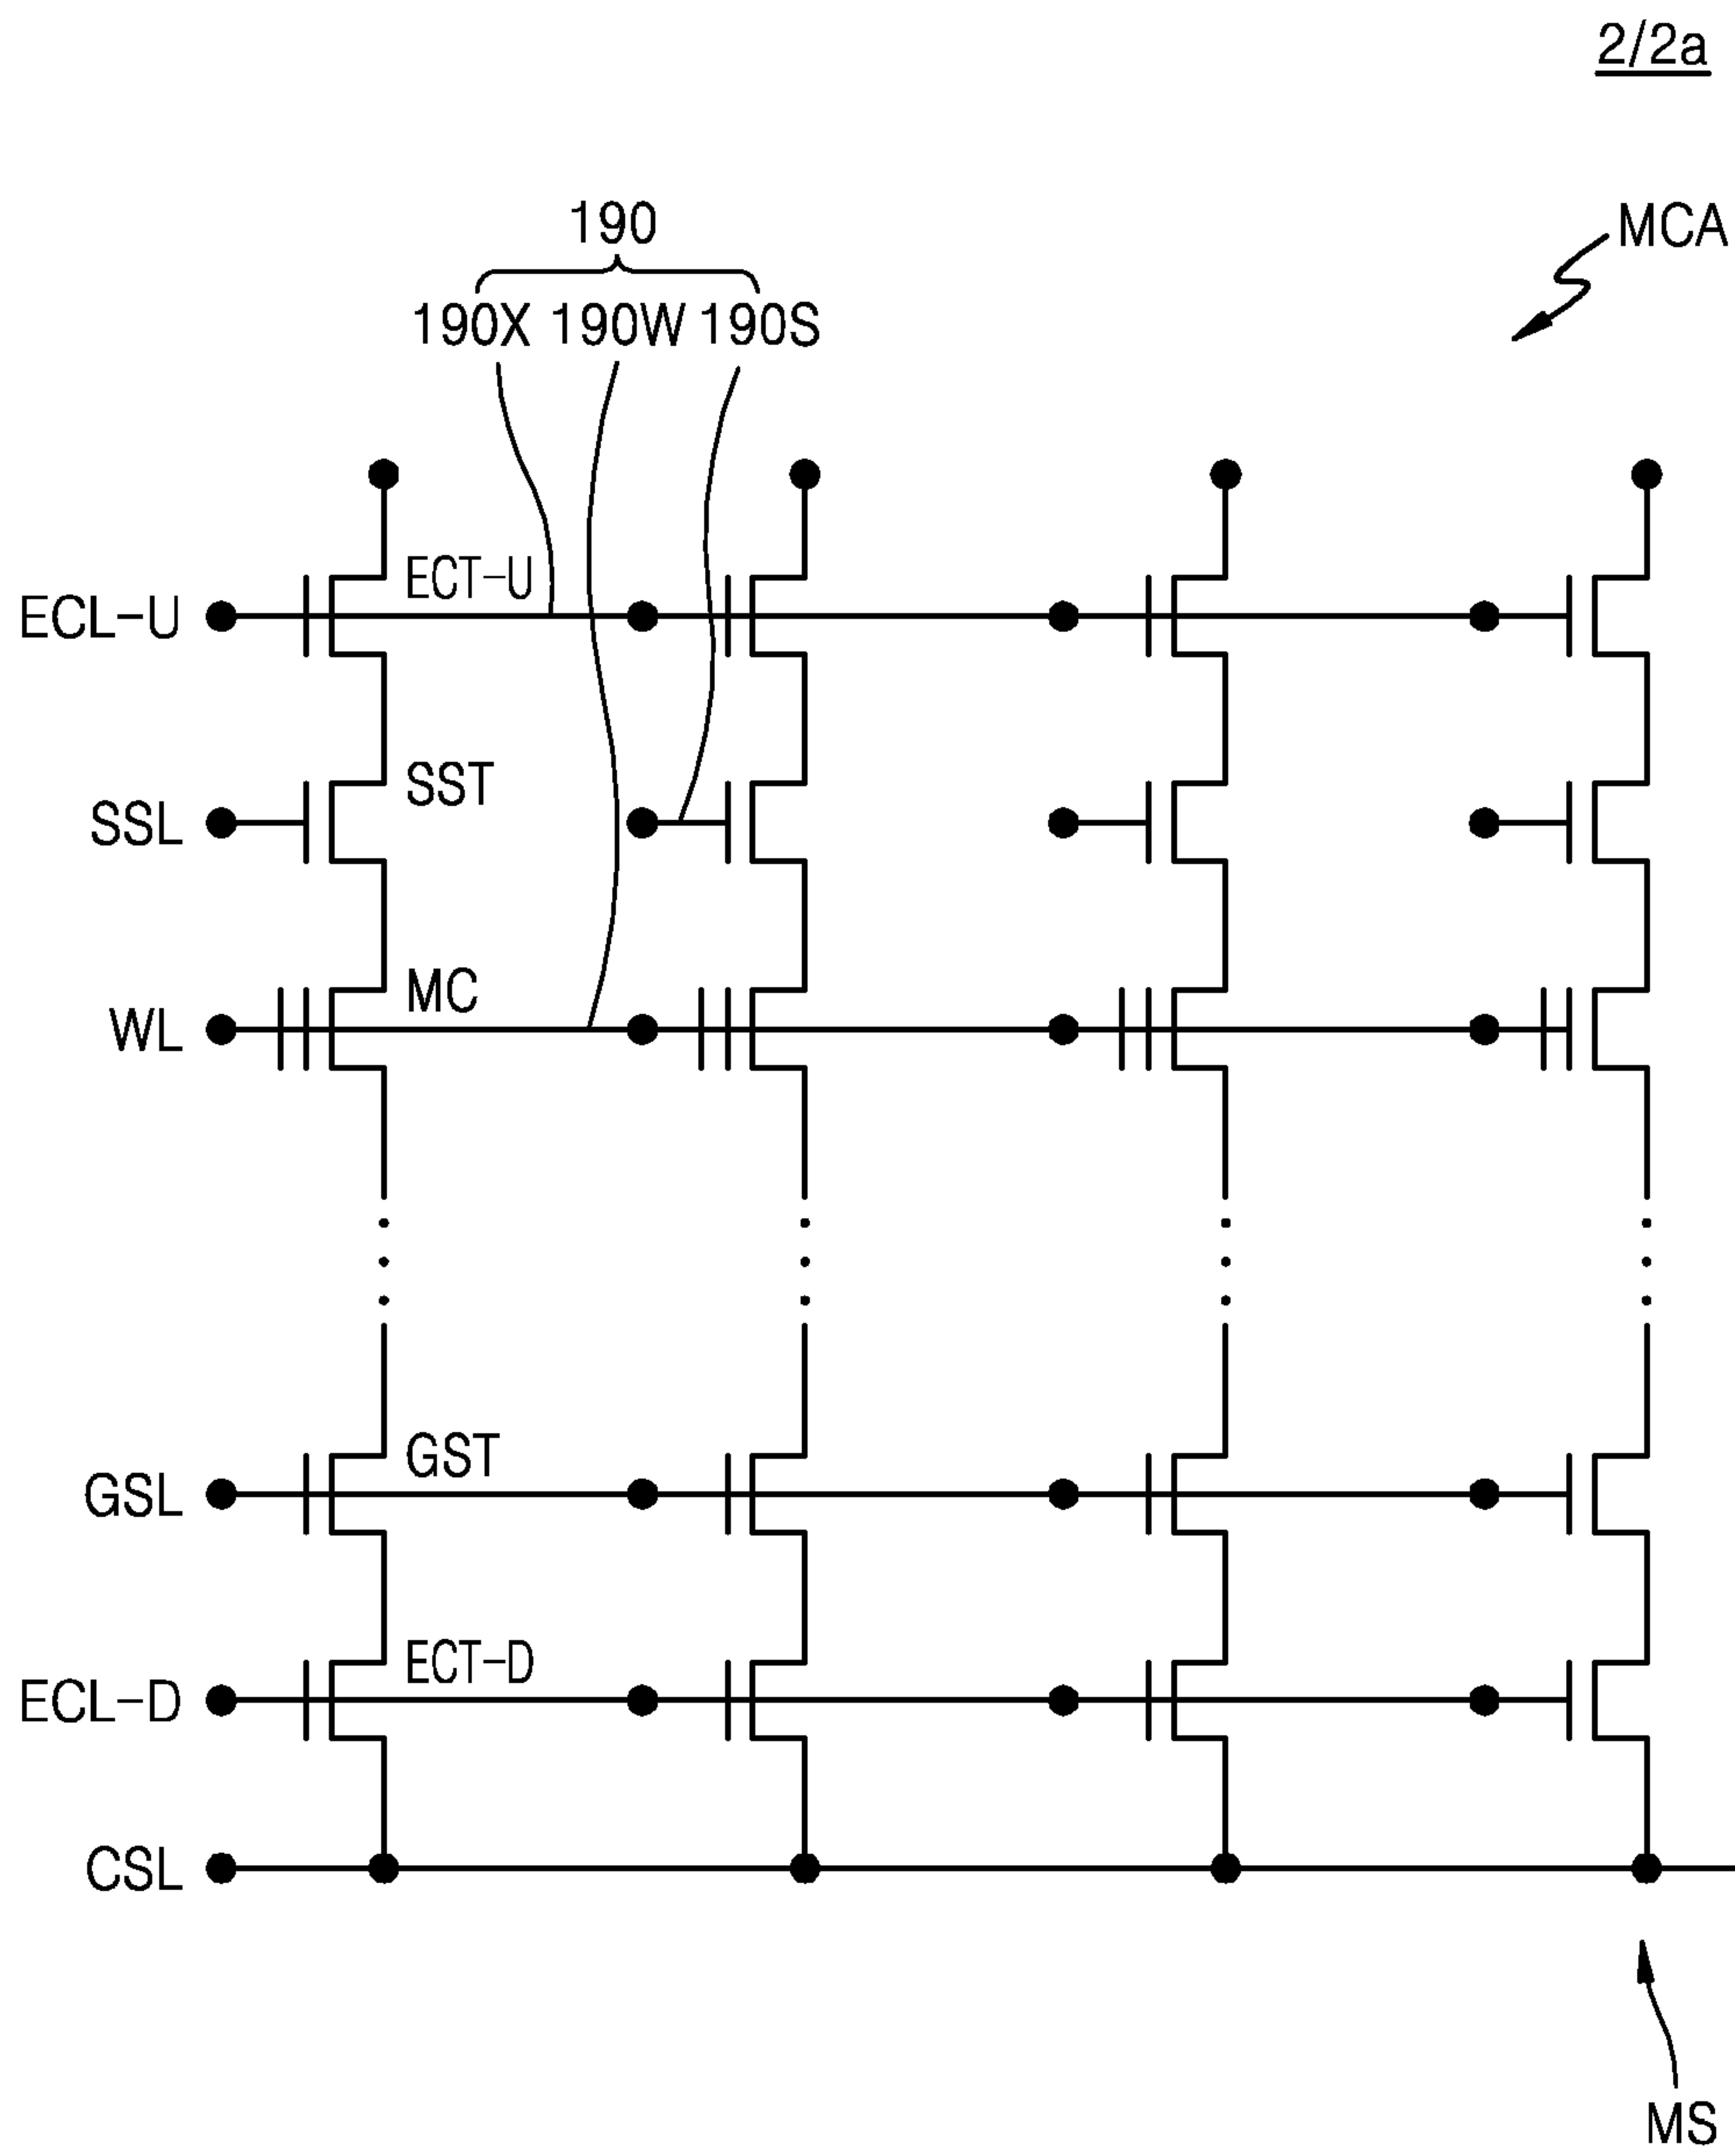 2/2a
MCA
190
190X 190W 190S
ECT-U
ECL-U
SST
SSL
MC
WL
GST
GSL
ECT-D
ECL-D
CSL
MS